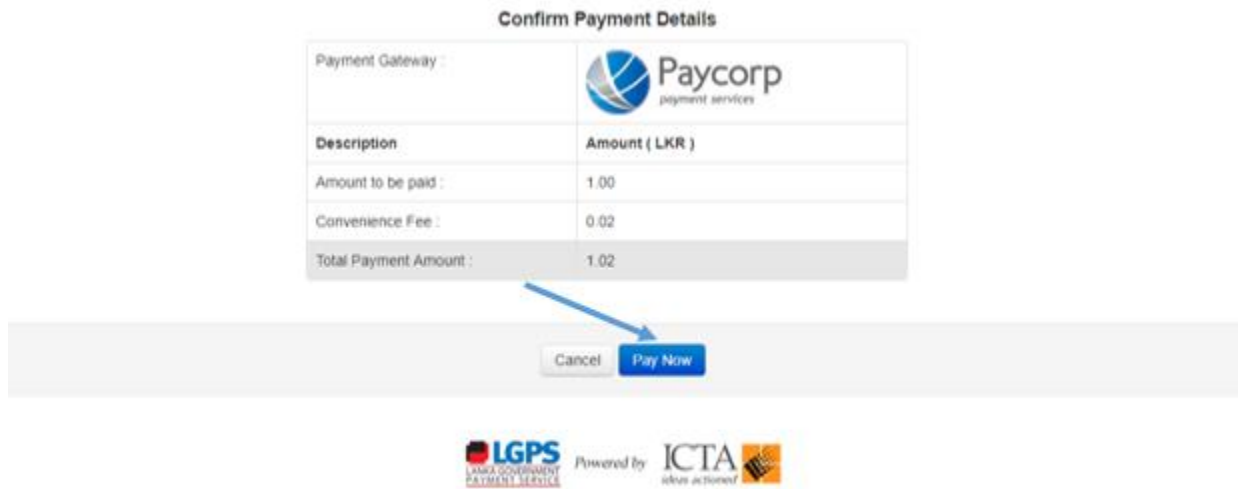 Confirm Payment Details
Payment Gateway :
Paycorp
payment services
Description Amount ( LKR )
Amount to be paid : 1.00
Convenience Fee : 0.02
Total Payment Amount : 1.02
Cancel Pay Now
LGPS
LANKA GOVERNMENT
PAYMENT SERVICE
Powered by
ICTA
ideas actioned